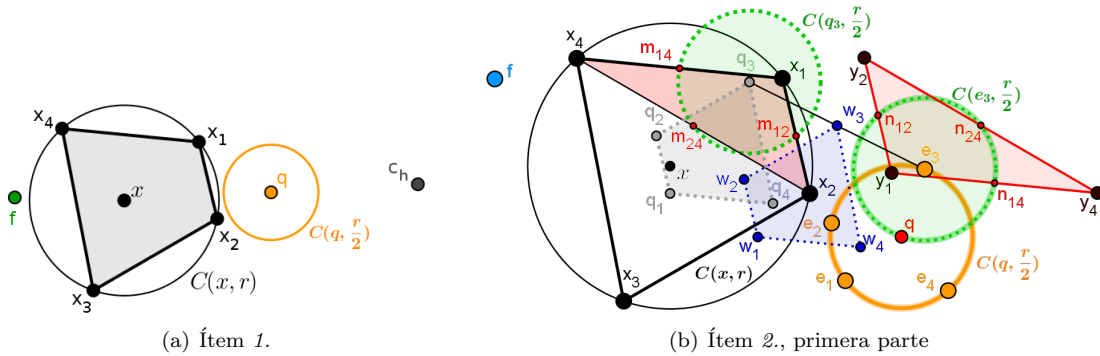 x₄
x₁
x
f
q
x₂
x₃
C(x, r)
C(q, r/2)
cₕ
(a) Ítem 1.
x₄
m₁₄
C(q₃, r/2)
q₃
x₁
f
q₂
m₂₄
m₁₂
w₃
x
w₂
x₂
q₁
q₄
w₁
w₄
C(x, r)
x₃
y₂
C(e₃, r/2)
n₁₂
n₂₄
e₃
y₁
n₁₄
y₄
e₂
q
e₁
e₄
C(q, r/2)
(b) Ítem 2., primera parte